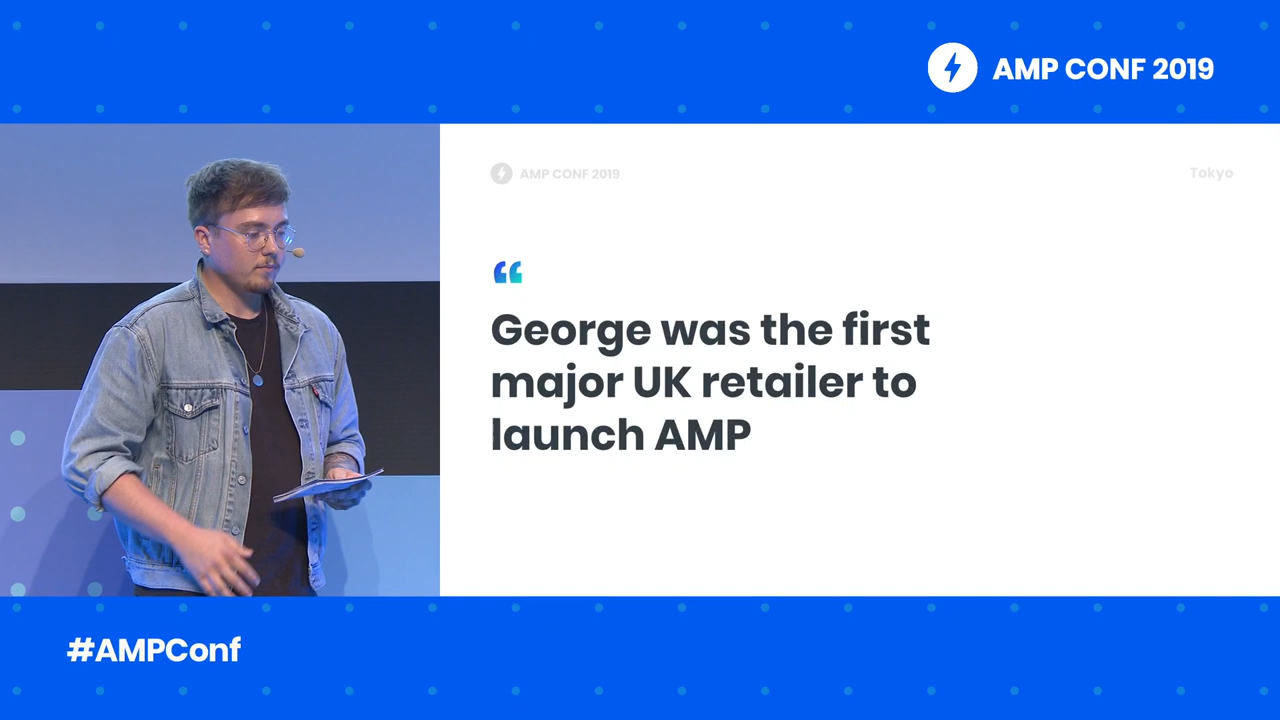 AMP CONF 2019
AMP CONF 2019
Tokyo
“
George was the first
major UK retailer to
launch AMP
#AMPConf